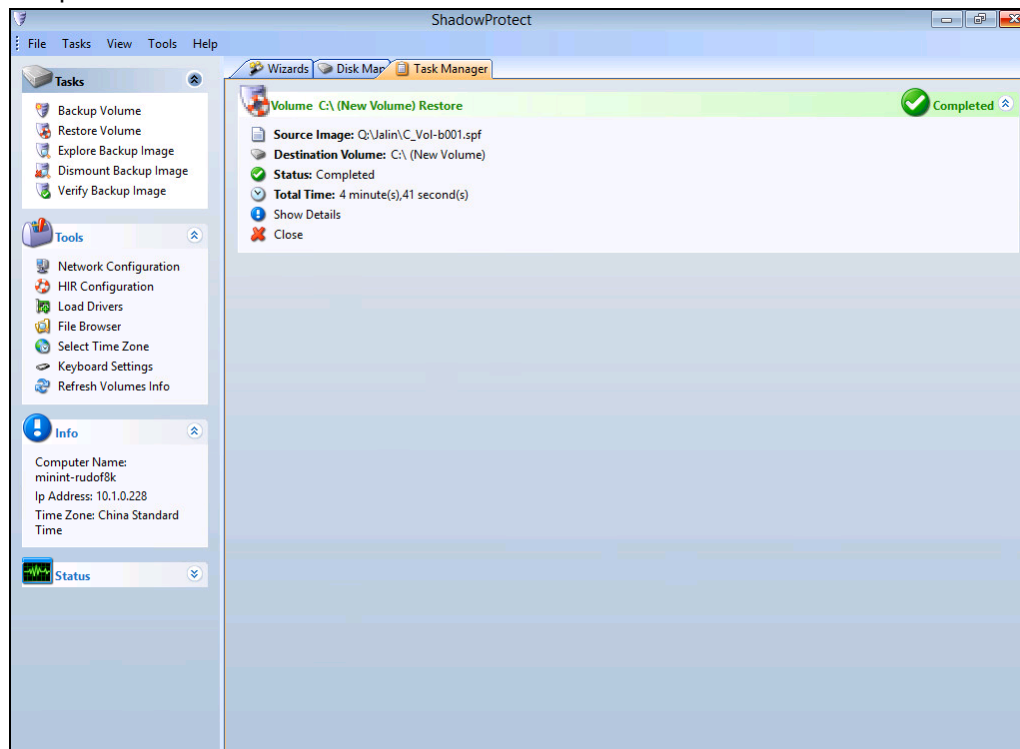 ShadowProtect
File Tasks View Tools Help
Tasks
Backup Volume
Restore Volume
Explore Backup Image
Dismount Backup Image
Verify Backup Image
Tools
Network Configuration
HIR Configuration
Load Drivers
File Browser
Select Time Zone
Keyboard Settings
Refresh Volumes Info
Info
Computer Name:
minint-rudof8k
Ip Address: 10.1.0.228
Time Zone: China Standard
Time
Status
Wizards Disk Map Task Manager
Volume C:\ (New Volume) Restore Completed
Source Image: Q:\Jalin\C_Vol-b001.spf
Destination Volume: C:\ (New Volume)
Status: Completed
Total Time: 4 minute(s),41 second(s)
Show Details
Close